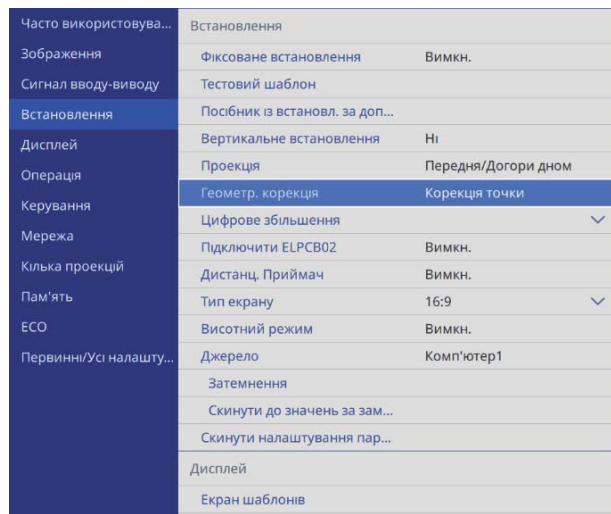 Часто використовува...
Зображення
Сигнал вводу-виводу
Встановлення
Дисплей
Операція
Керування
Мережа
Кілька проекцій
Пам'ять
ECO
Первинні/Усі налашту...
Встановлення
Фіксоване встановлення Вимкн.
Тестовий шаблон
Посібник із встановл. за доп...
Вертикальне встановлення Ні
Проекція Передня/Догори дном
Геометр. корекція Корекція точки
Цифрове збільшення
Підключити ELPCB02 Вимкн.
Дистанц. Приймач Вимкн.
Тип екрану 16:9
Висотний режим Вимкн.
Джерело Комп'ютер1
Затемнення
Скинути до значень за зам...
Скинути налаштування пар...
Дисплей
Екран шаблонів